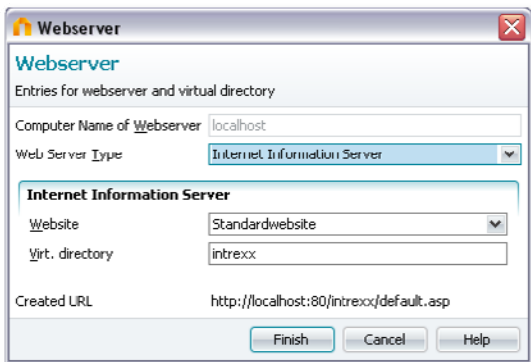 Webserver
Webserver
Entries for webserver and virtual directory
Computer Name of Webserver localhost
Web Server Type Internet Information Server
Internet Information Server
Website Standardwebsite
Virt. directory intrexx
Created URL http://localhost:80/intrexx/default.asp
Finish Cancel Help